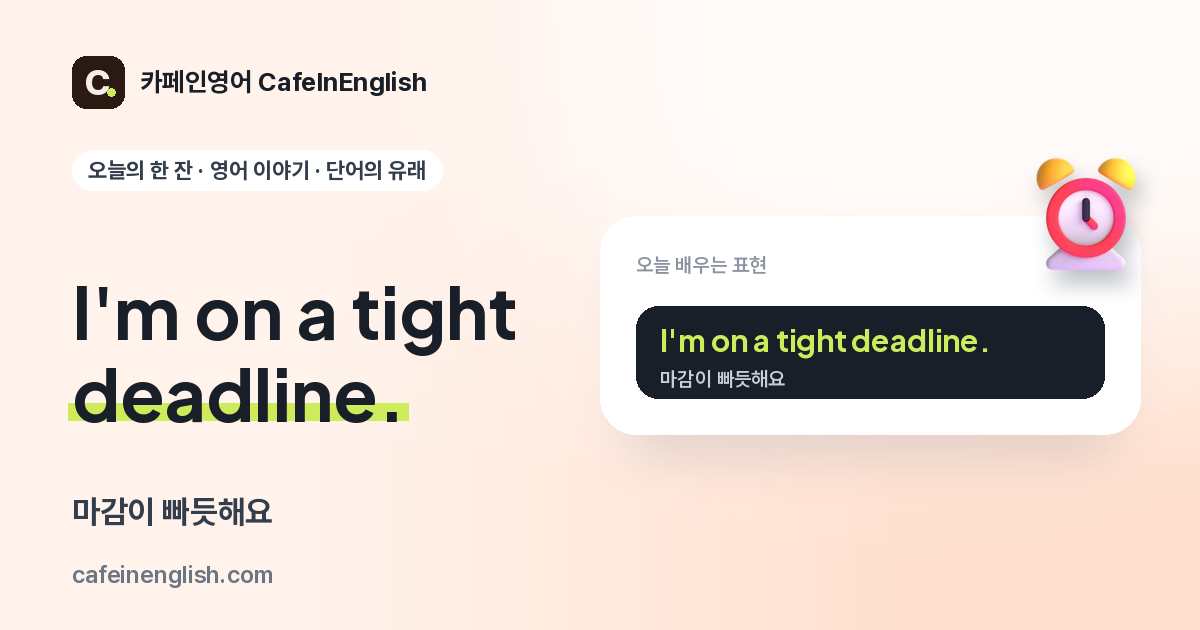 C
카페인영어 CafeInEnglish
오늘의 한 잔 · 영어 이야기 · 단어의 유래
I'm on a tight
deadline.
마감이 빠듯해요
cafeinenglish.com
오늘 배우는 표현
I'm on a tight deadline.
마감이 빠듯해요